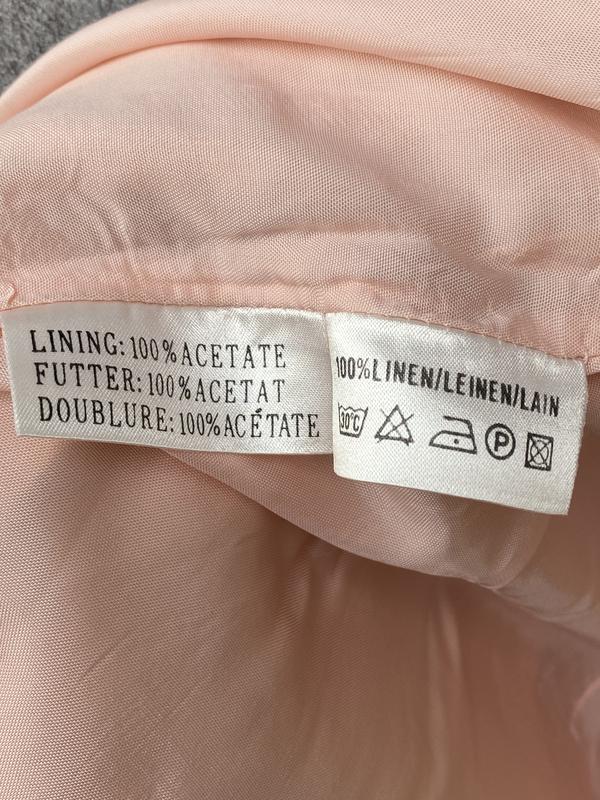 LINING: 100% ACETATE
FUTTER: 100% ACETAT
DOUBLURE: 100% ACÉTATE
100% LINEN/LEINEN/LAIN
30°C
P